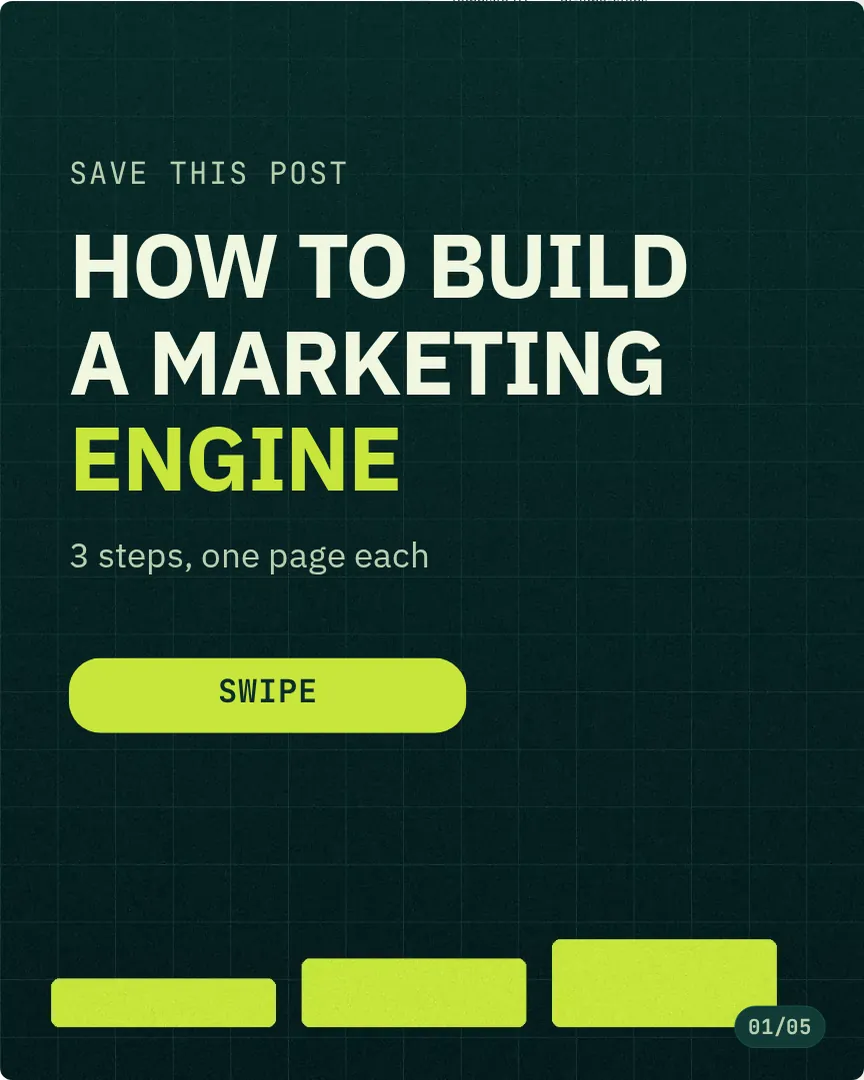 SAVE THIS POST
HOW TO BUILD
A MARKETING
ENGINE
3 steps, one page each
SWIPE
01/05